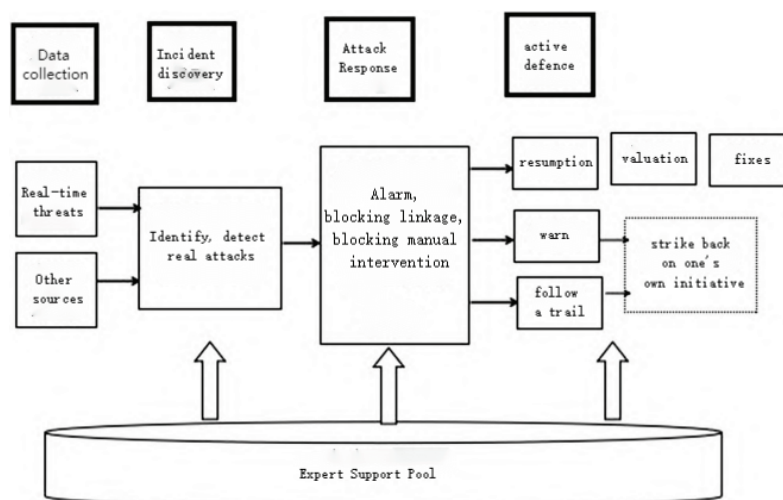 Data
collection
Incident
discovery
Attack
Response
active
defence
Real-time
threats
Other
sources
Identify, detect
real attacks
Alarm,
blocking linkage,
blocking manual
intervention
resumption
valuation
fixes
warn
follow
a trail
strike back
on one's
own initiative
Expert Support Pool